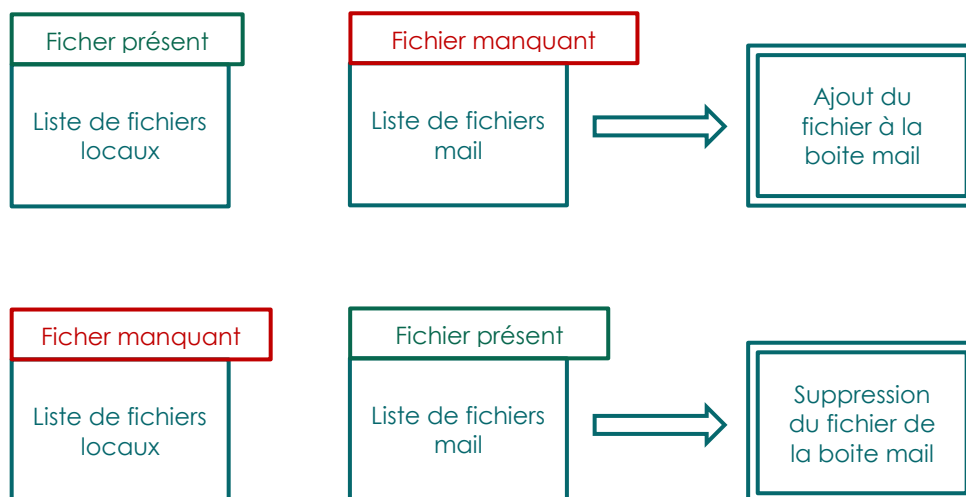 Ficher présent
Fichier manquant
Liste de fichiers
locaux
Liste de fichiers
mail
Ajout du
fichier à la
boite mail
Ficher manquant
Fichier présent
Liste de fichiers
locaux
Liste de fichiers
mail
Suppression
du fichier de
la boite mail